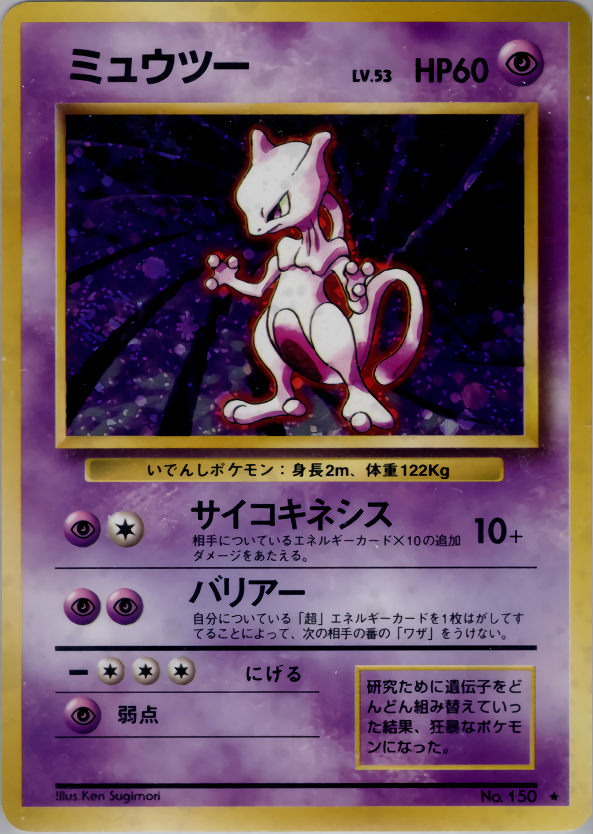 ミュウツー LV.53 HP60
いでんしポケモン：身長2m、体重122Kg
サイコキネシス 10+
相手についているエネルギーカード×10の追加
ダメージをあたえる。
バリアー
自分についている「超」エネルギーカードを1枚はがしてす
てることによって、次の相手の番の「ワザ」をうけない。
ー にげる
弱点
研究ために遺伝子をど
んどん組み替えていっ
た結果、狂暴なポケモ
ンになった。
Illus.Ken Sugimori No. 150 ★